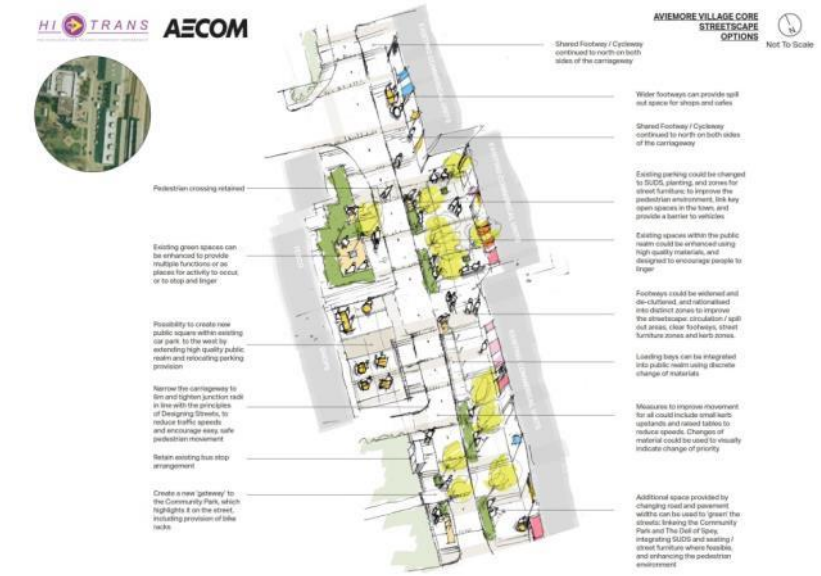 HI TRANS
AECOM
AVIEMORE VILLAGE CORE
STREETSCAPE
OPTIONS
N
Not To Scale
Pedestrian crossing retained
Existing green spaces can
be enhanced to provide
multiple functions or as
places for activity to occur,
or to stop and linger
Possibility to create new
public square within existing
car park to the west by
extending high quality public
realm and relocating parking
provision
Narrow the carriageway to
6m and tighten junction radii
in line with the principles
of Designing Streets, to
reduce traffic speeds
and encourage easy, safe
pedestrian movement
Retain existing bus stop
arrangement
Create a new 'gateway' to
the Community Park, which
highlights it on the street,
including provision of bike
racks
Shared Footway / Cycleway
continued to north on both
sides of the carriageway
Wider footways can provide spill
out space for shops and cafes
Shared Footway / Cycleway
continued to north on both sides
of the carriageway
Existing parking could be changed
to SUDS, planting, and zones for
street furniture; to improve the
pedestrian environment, link key
open spaces in the town, and
provide a barrier to vehicles
Existing spaces within the public
realm could be enhanced using
high quality materials, and
designed to encourage people to
linger
Footways could be widened and
de-cluttered, and rationalised
into distinct zones to improve
the streetscape: circulation / spill
out areas, clear footways, street
furniture zones and kerb zones.
Loading bays can be integrated
into public realm using discrete
change of materials
Measures to improve movement
for all could include small kerb
upstands and raised tables to
reduce speeds. Changes of
material could be used to visually
indicate change of priority
Additional space provided by
changing road and pavement
widths can be used to 'green' the
streets: linkeing the Community
Park and The Dell of Spey,
integrating SUDS and seating /
street furniture where feasible,
and enhancing the pedestrian
environment
TESCO